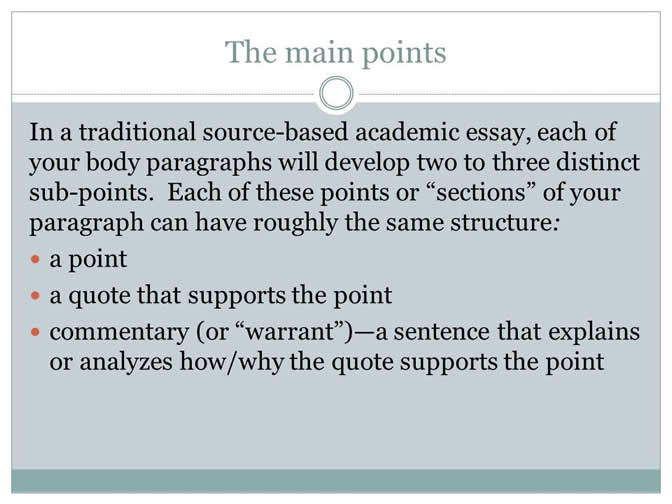 The main points
In a traditional source-based academic essay, each of
your body paragraphs will develop two to three distinct
sub-points.  Each of these points or “sections” of your
paragraph can have roughly the same structure:
• a point
• a quote that supports the point
• commentary (or “warrant”)—a sentence that explains
or analyzes how/why the quote supports the point